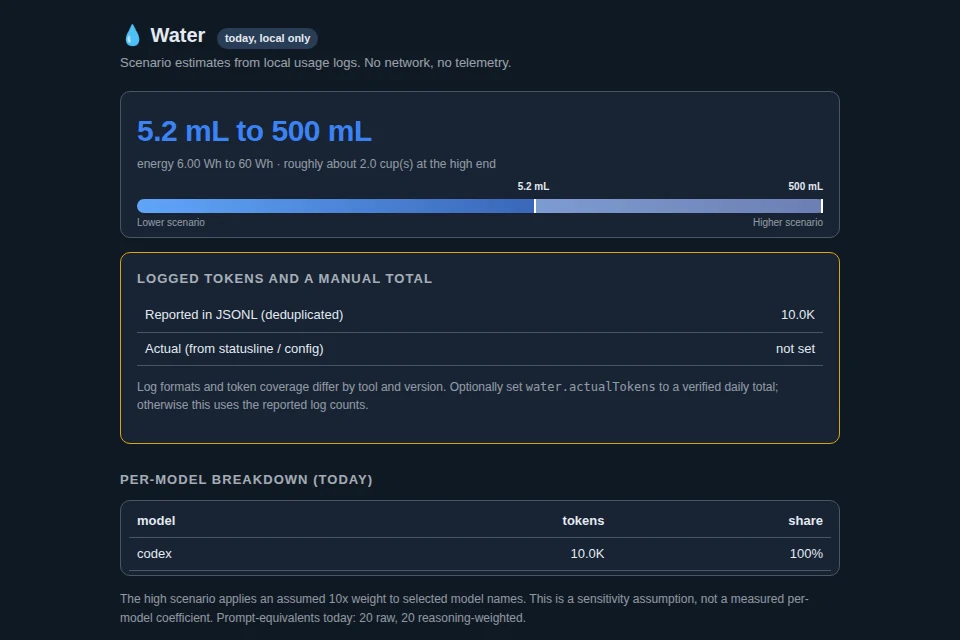 💧 Water today, local only
Scenario estimates from local usage logs. No network, no telemetry.
5.2 mL to 500 mL
energy 6.00 Wh to 60 Wh · roughly about 2.0 cup(s) at the high end
5.2 mL 500 mL
Lower scenario Higher scenario
LOGGED TOKENS AND A MANUAL TOTAL
Reported in JSONL (deduplicated) 10.0K
Actual (from statusline / config) not set
Log formats and token coverage differ by tool and version. Optionally set water.actualTokens to a verified daily total;
otherwise this uses the reported log counts.
PER-MODEL BREAKDOWN (TODAY)
model tokens share
codex 10.0K 100%
The high scenario applies an assumed 10x weight to selected model names. This is a sensitivity assumption, not a measured per-
model coefficient. Prompt-equivalents today: 20 raw, 20 reasoning-weighted.